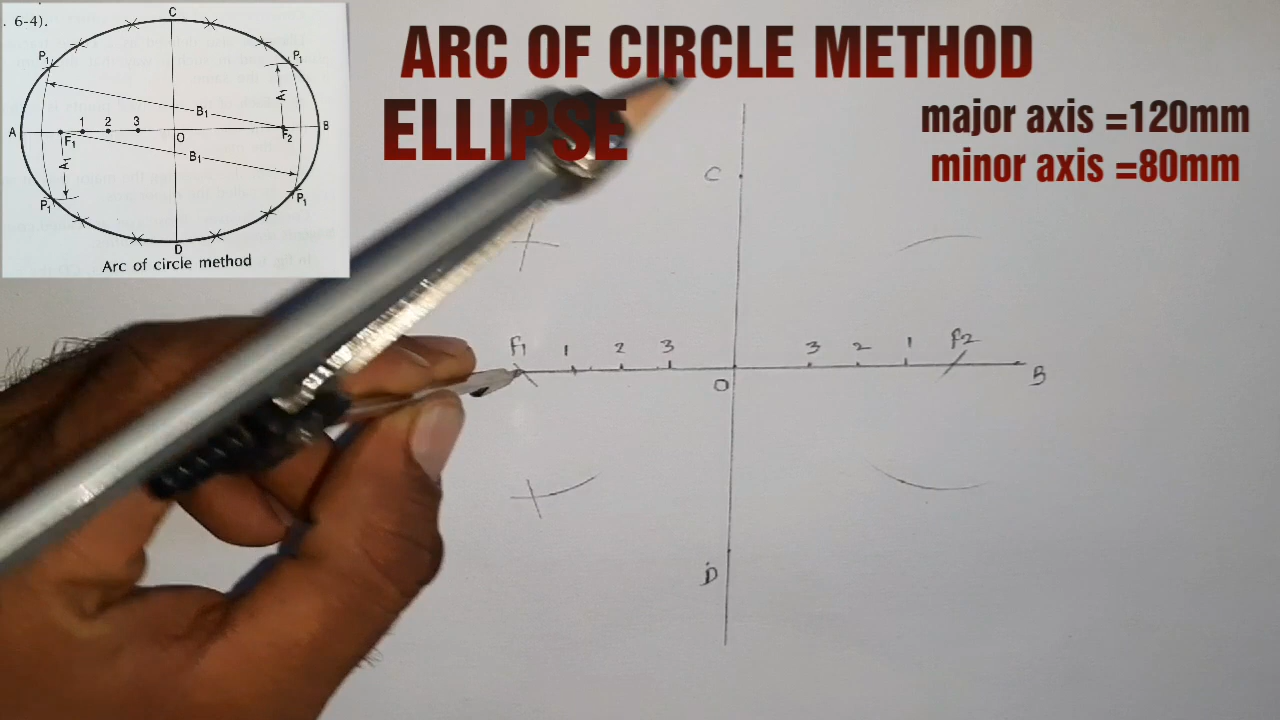 . 6-4).
C
P₁ P₁
A₁
B₁
A 1 2 3 B
F₁ O F₂
A₁ B₁
P₁ P₁
D
Arc of circle method
ARC OF CIRCLE METHOD
ELLIPSE
major axis =120mm
minor axis =80mm
C
F1 1 2 3 3 2 1 F2
O B
D